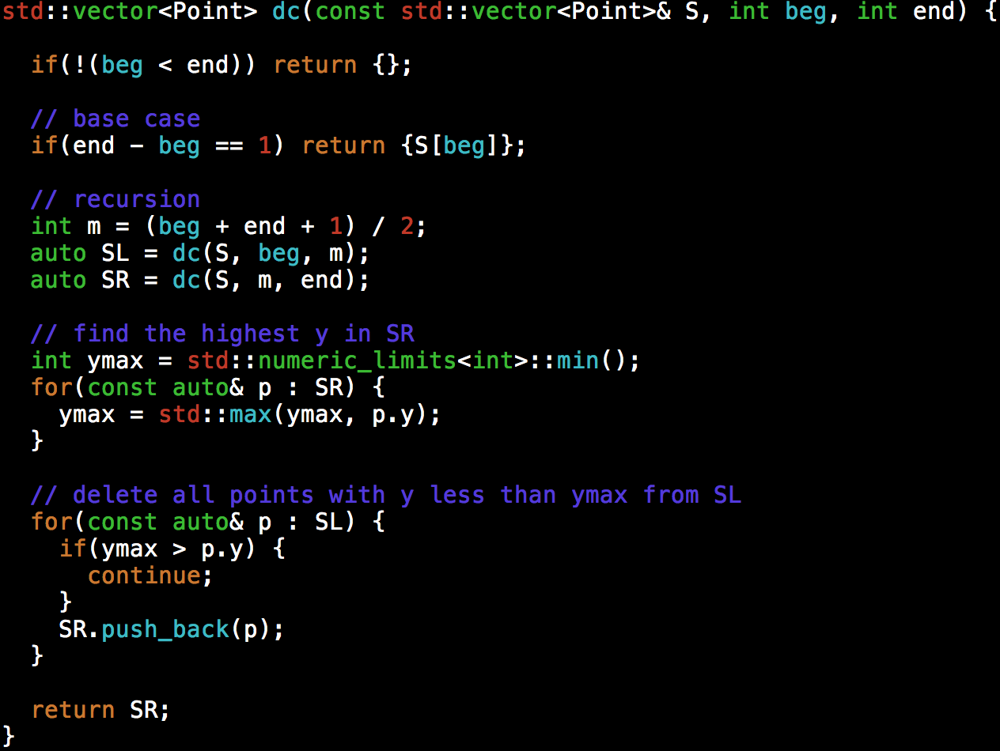 std::vector<Point> dc(const std::vector<Point>& S, int beg, int end) {

  if(!(beg < end)) return {};

  // base case
  if(end - beg == 1) return {S[beg]};

  // recursion
  int m = (beg + end + 1) / 2;
  auto SL = dc(S, beg, m);
  auto SR = dc(S, m, end);

  // find the highest y in SR
  int ymax = std::numeric_limits<int>::min();
  for(const auto& p : SR) {
    ymax = std::max(ymax, p.y);
  }

  // delete all points with y less than ymax from SL
  for(const auto& p : SL) {
    if(ymax > p.y) {
      continue;
    }
    SR.push_back(p);
  }

  return SR;
}